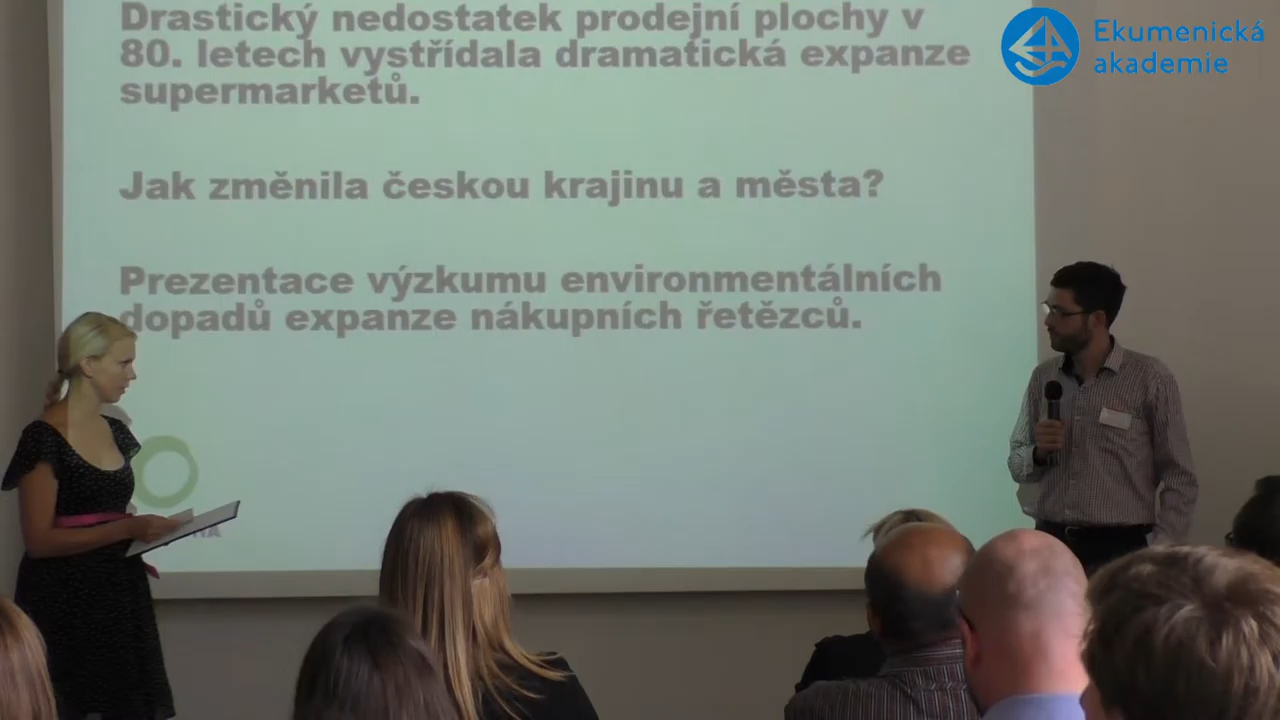 Drastický nedostatek prodejní plochy v
80. letech vystřídala dramatická expanze
supermarketů.
Jak změnila českou krajinu a města?
Prezentace výzkumu environmentálních
dopadů expanze nákupních řetězců.
Ekumenická
akademie